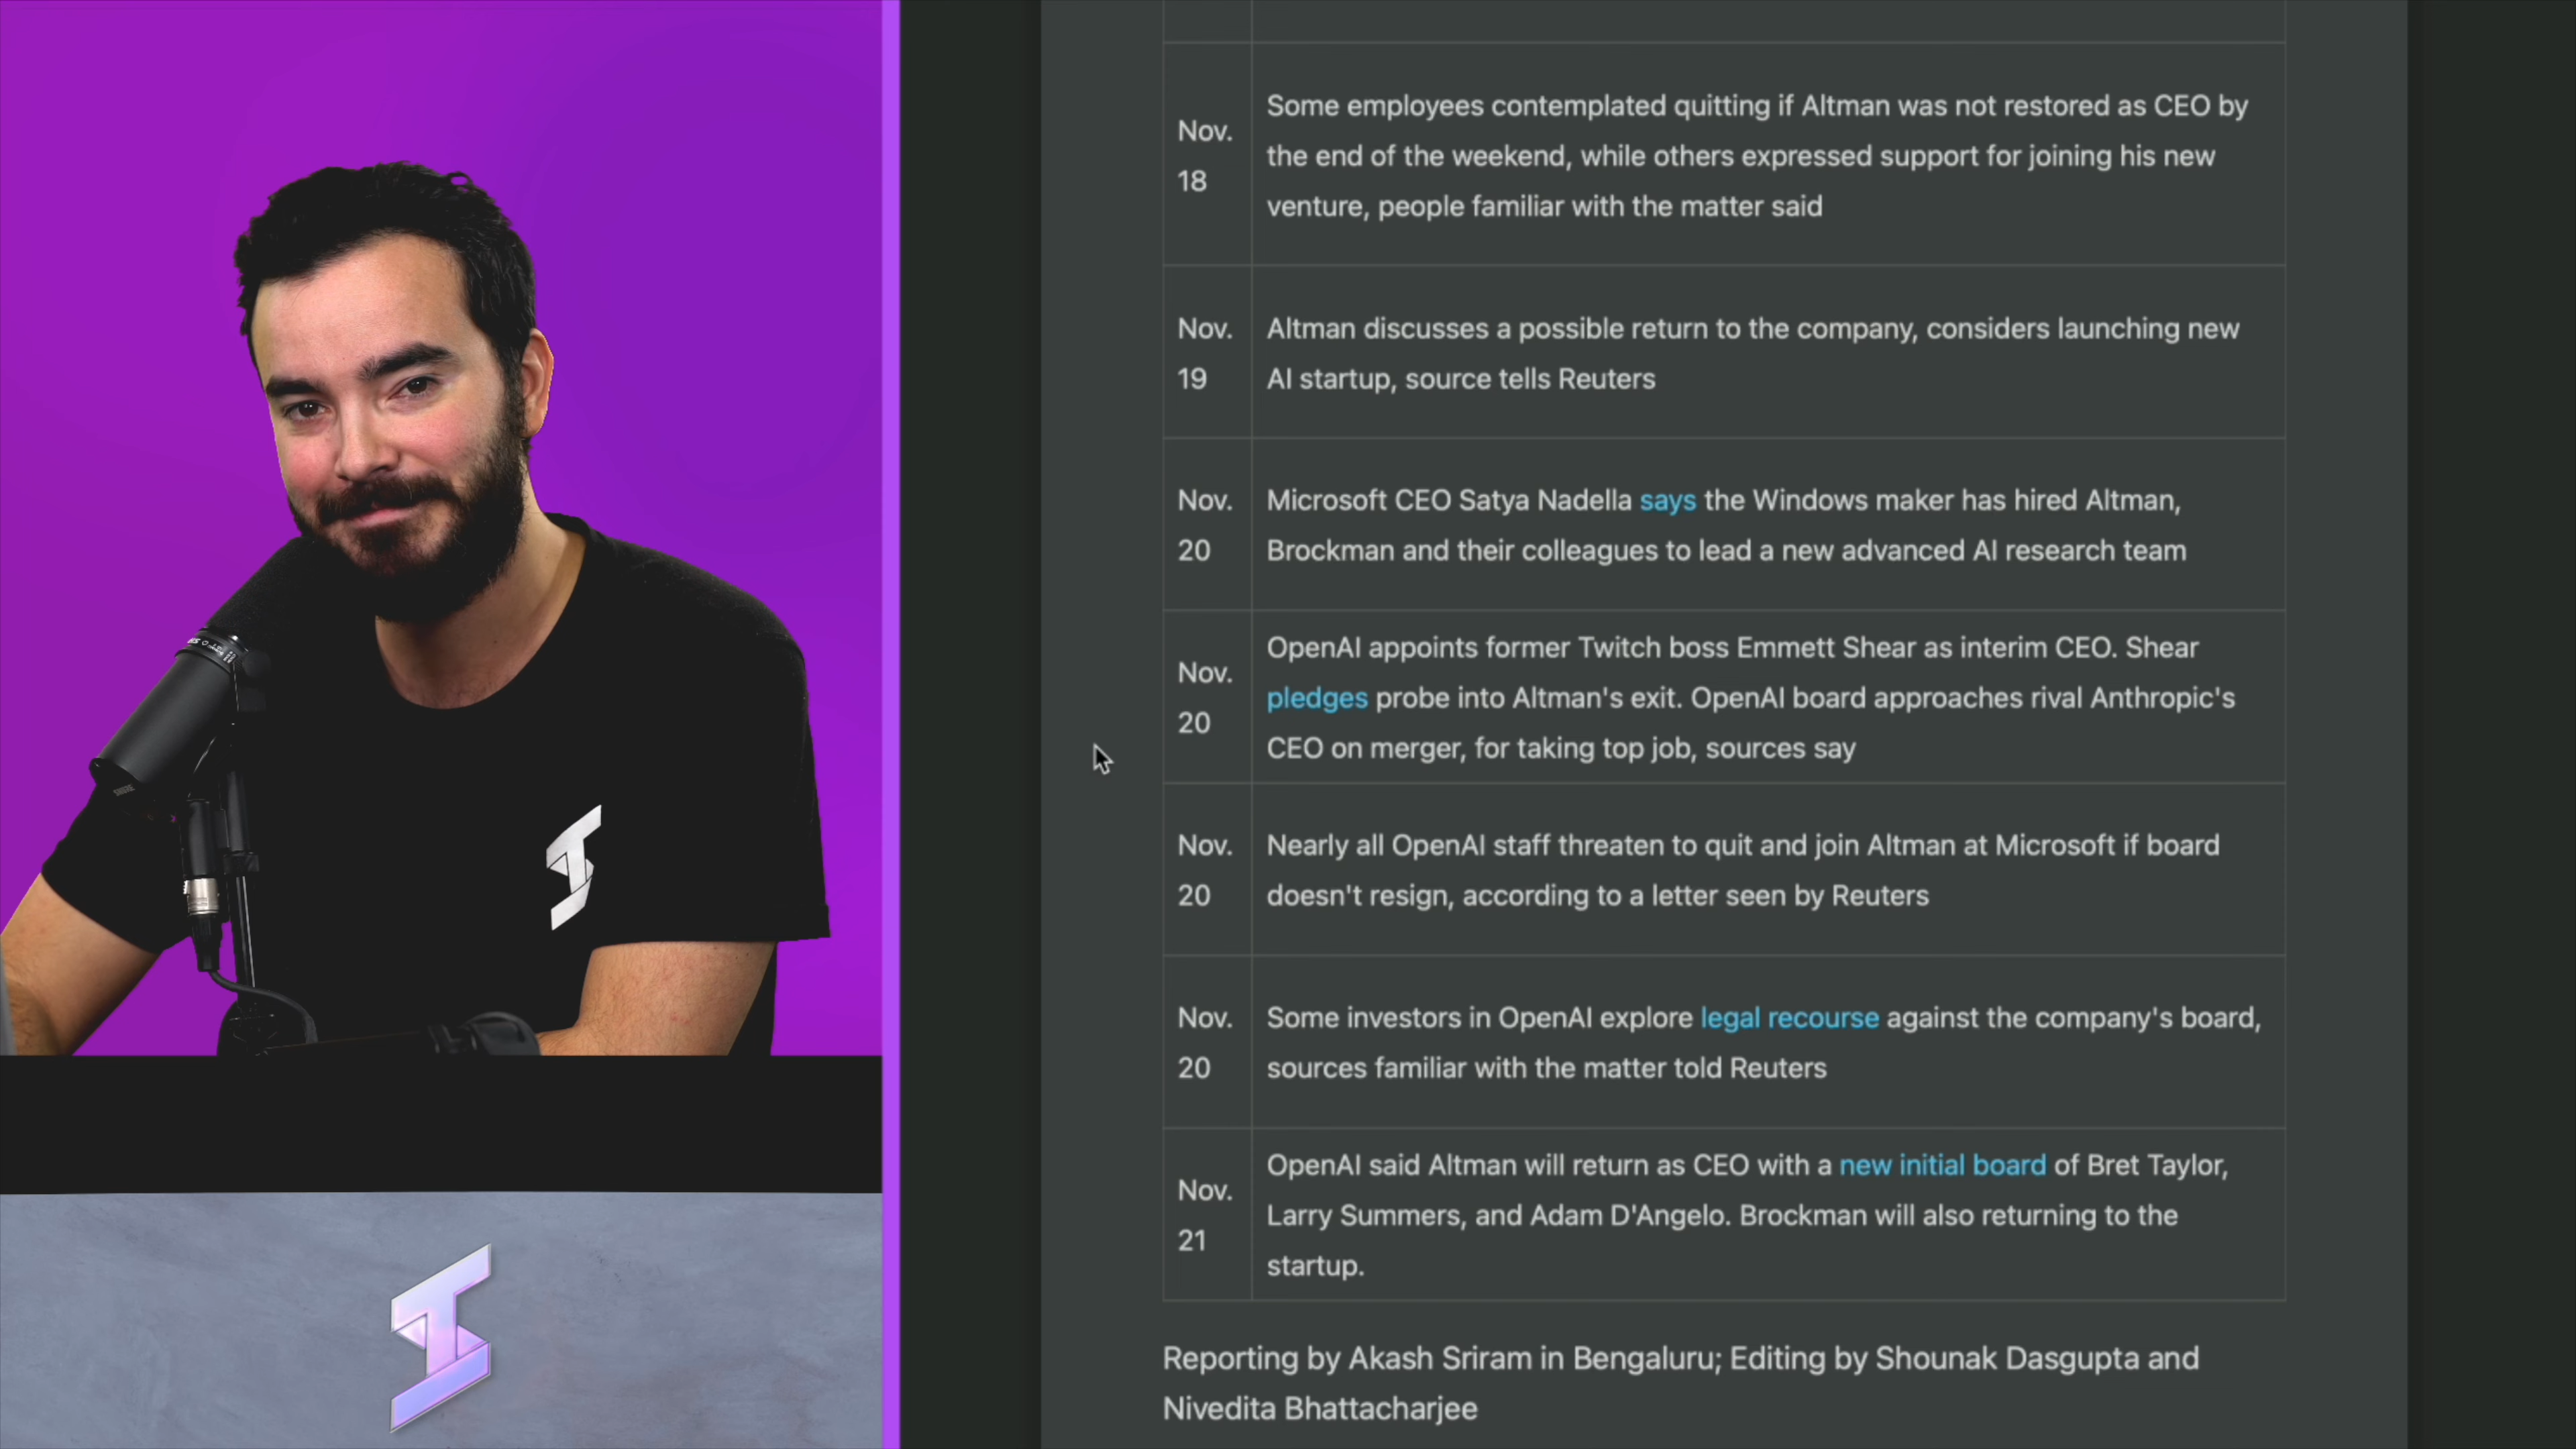 Nov.
18
Some employees contemplated quitting if Altman was not restored as CEO by
the end of the weekend, while others expressed support for joining his new
venture, people familiar with the matter said
Nov.
19
Altman discusses a possible return to the company, considers launching new
AI startup, source tells Reuters
Nov.
20
Microsoft CEO Satya Nadella says the Windows maker has hired Altman,
Brockman and their colleagues to lead a new advanced AI research team
Nov.
20
OpenAI appoints former Twitch boss Emmett Shear as interim CEO. Shear
pledges probe into Altman's exit. OpenAI board approaches rival Anthropic's
CEO on merger, for taking top job, sources say
Nov.
20
Nearly all OpenAI staff threaten to quit and join Altman at Microsoft if board
doesn't resign, according to a letter seen by Reuters
Nov.
20
Some investors in OpenAI explore legal recourse against the company's board,
sources familiar with the matter told Reuters
Nov.
21
OpenAI said Altman will return as CEO with a new initial board of Bret Taylor,
Larry Summers, and Adam D'Angelo. Brockman will also returning to the
startup.
Reporting by Akash Sriram in Bengaluru; Editing by Shounak Dasgupta and
Nivedita Bhattacharjee